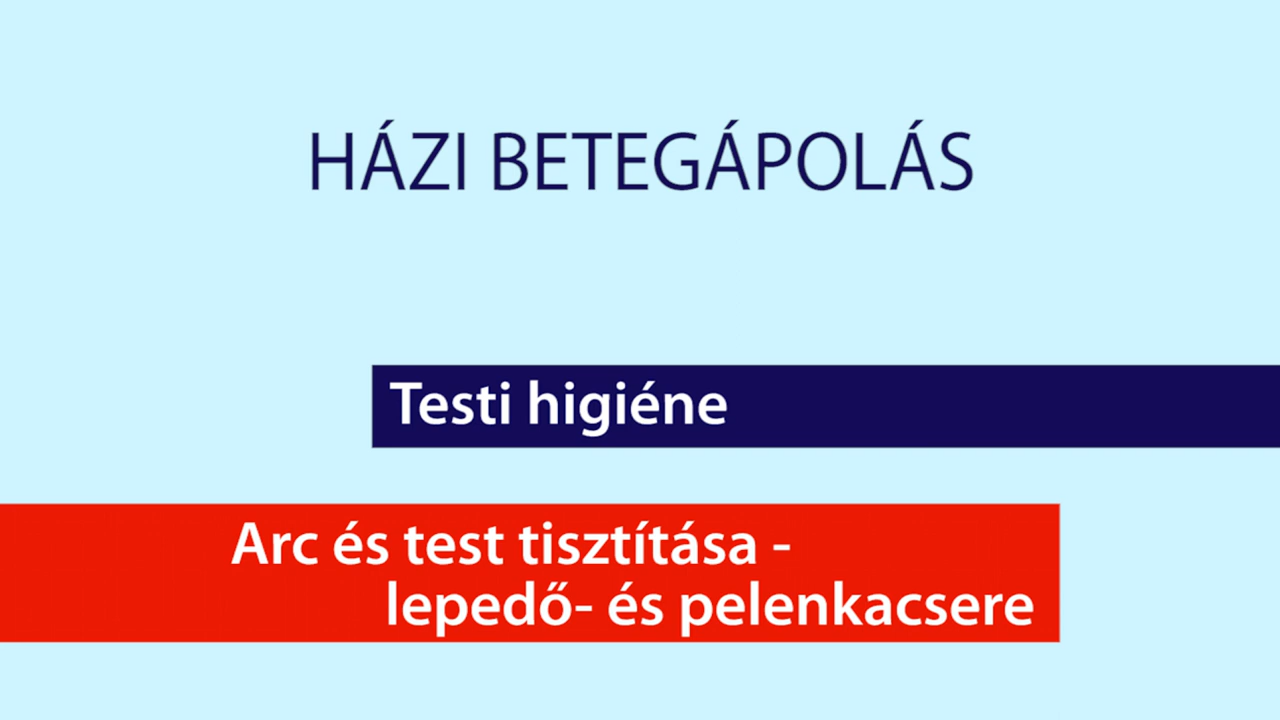 HÁZI BETEGÁPOLÁS
Testi higiéne
Arc és test tisztítása -
lepedő- és pelenkacsere